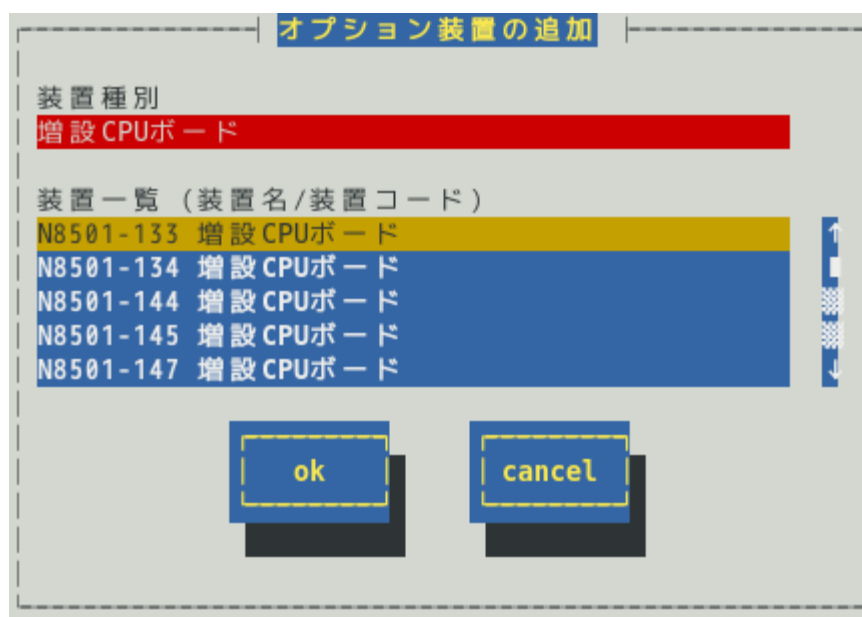 オプション装置の追加
装置種別
増設CPUボード
装置一覧 (装置名/装置コード)
N8501-133 増設CPUボード
N8501-134 増設CPUボード
N8501-144 増設CPUボード
N8501-145 増設CPUボード
N8501-147 増設CPUボード
ok cancel